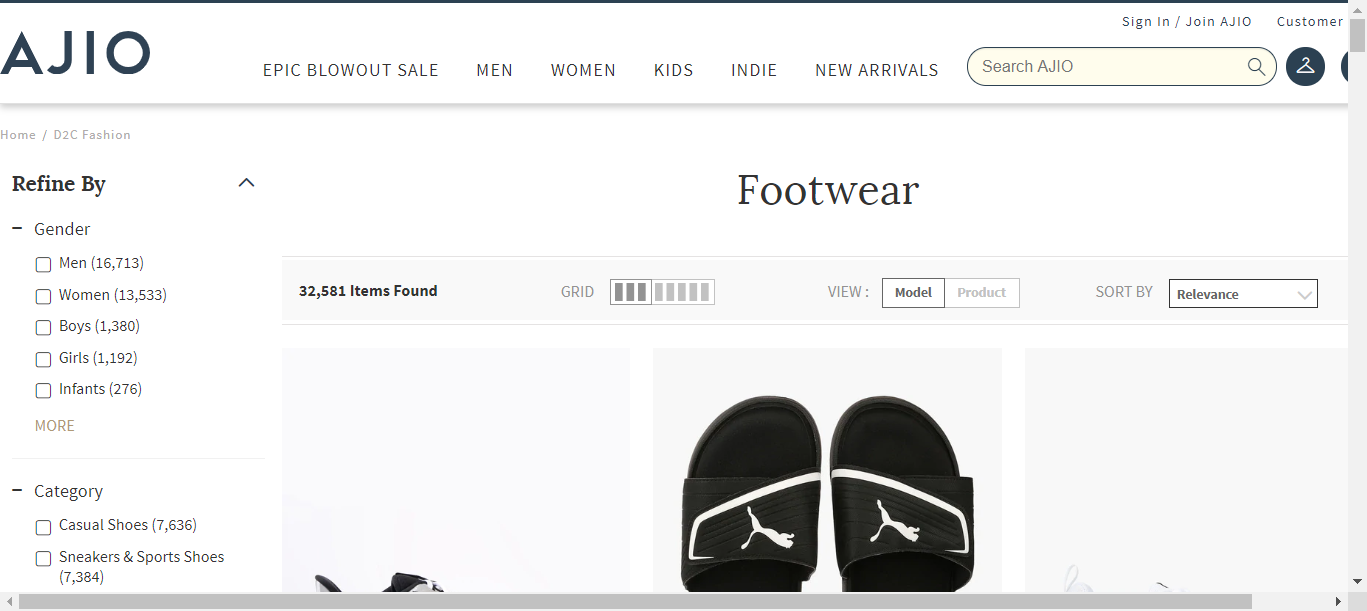 Sign In / Join AJIO Customer
AJIO
EPIC BLOWOUT SALE MEN WOMEN KIDS INDIE NEW ARRIVALS Search AJIO
Home / D2C Fashion
Refine By
Footwear
Gender
Men (16,713)
Women (13,533)
Boys (1,380)
Girls (1,192)
Infants (276)
MORE
32,581 Items Found GRID VIEW : Model Product SORT BY Relevance
Category
Casual Shoes (7,636)
Sneakers & Sports Shoes
(7,384)